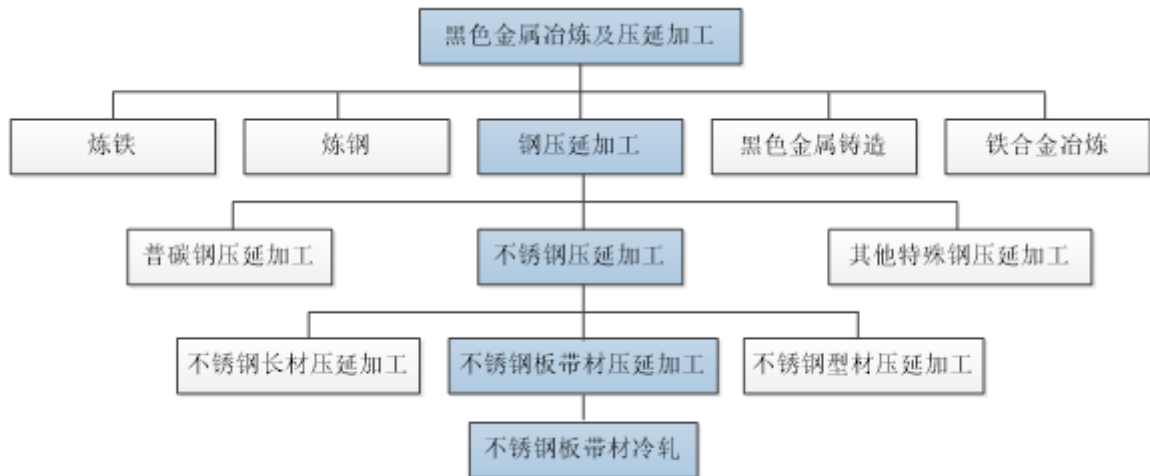 黑色金属冶炼及压延加工
炼铁
炼钢
钢压延加工
黑色金属铸造
铁合金冶炼
普碳钢压延加工
不锈钢压延加工
其他特殊钢压延加工
不锈钢长材压延加工
不锈钢板带材压延加工
不锈钢型材压延加工
不锈钢板带材冷轧